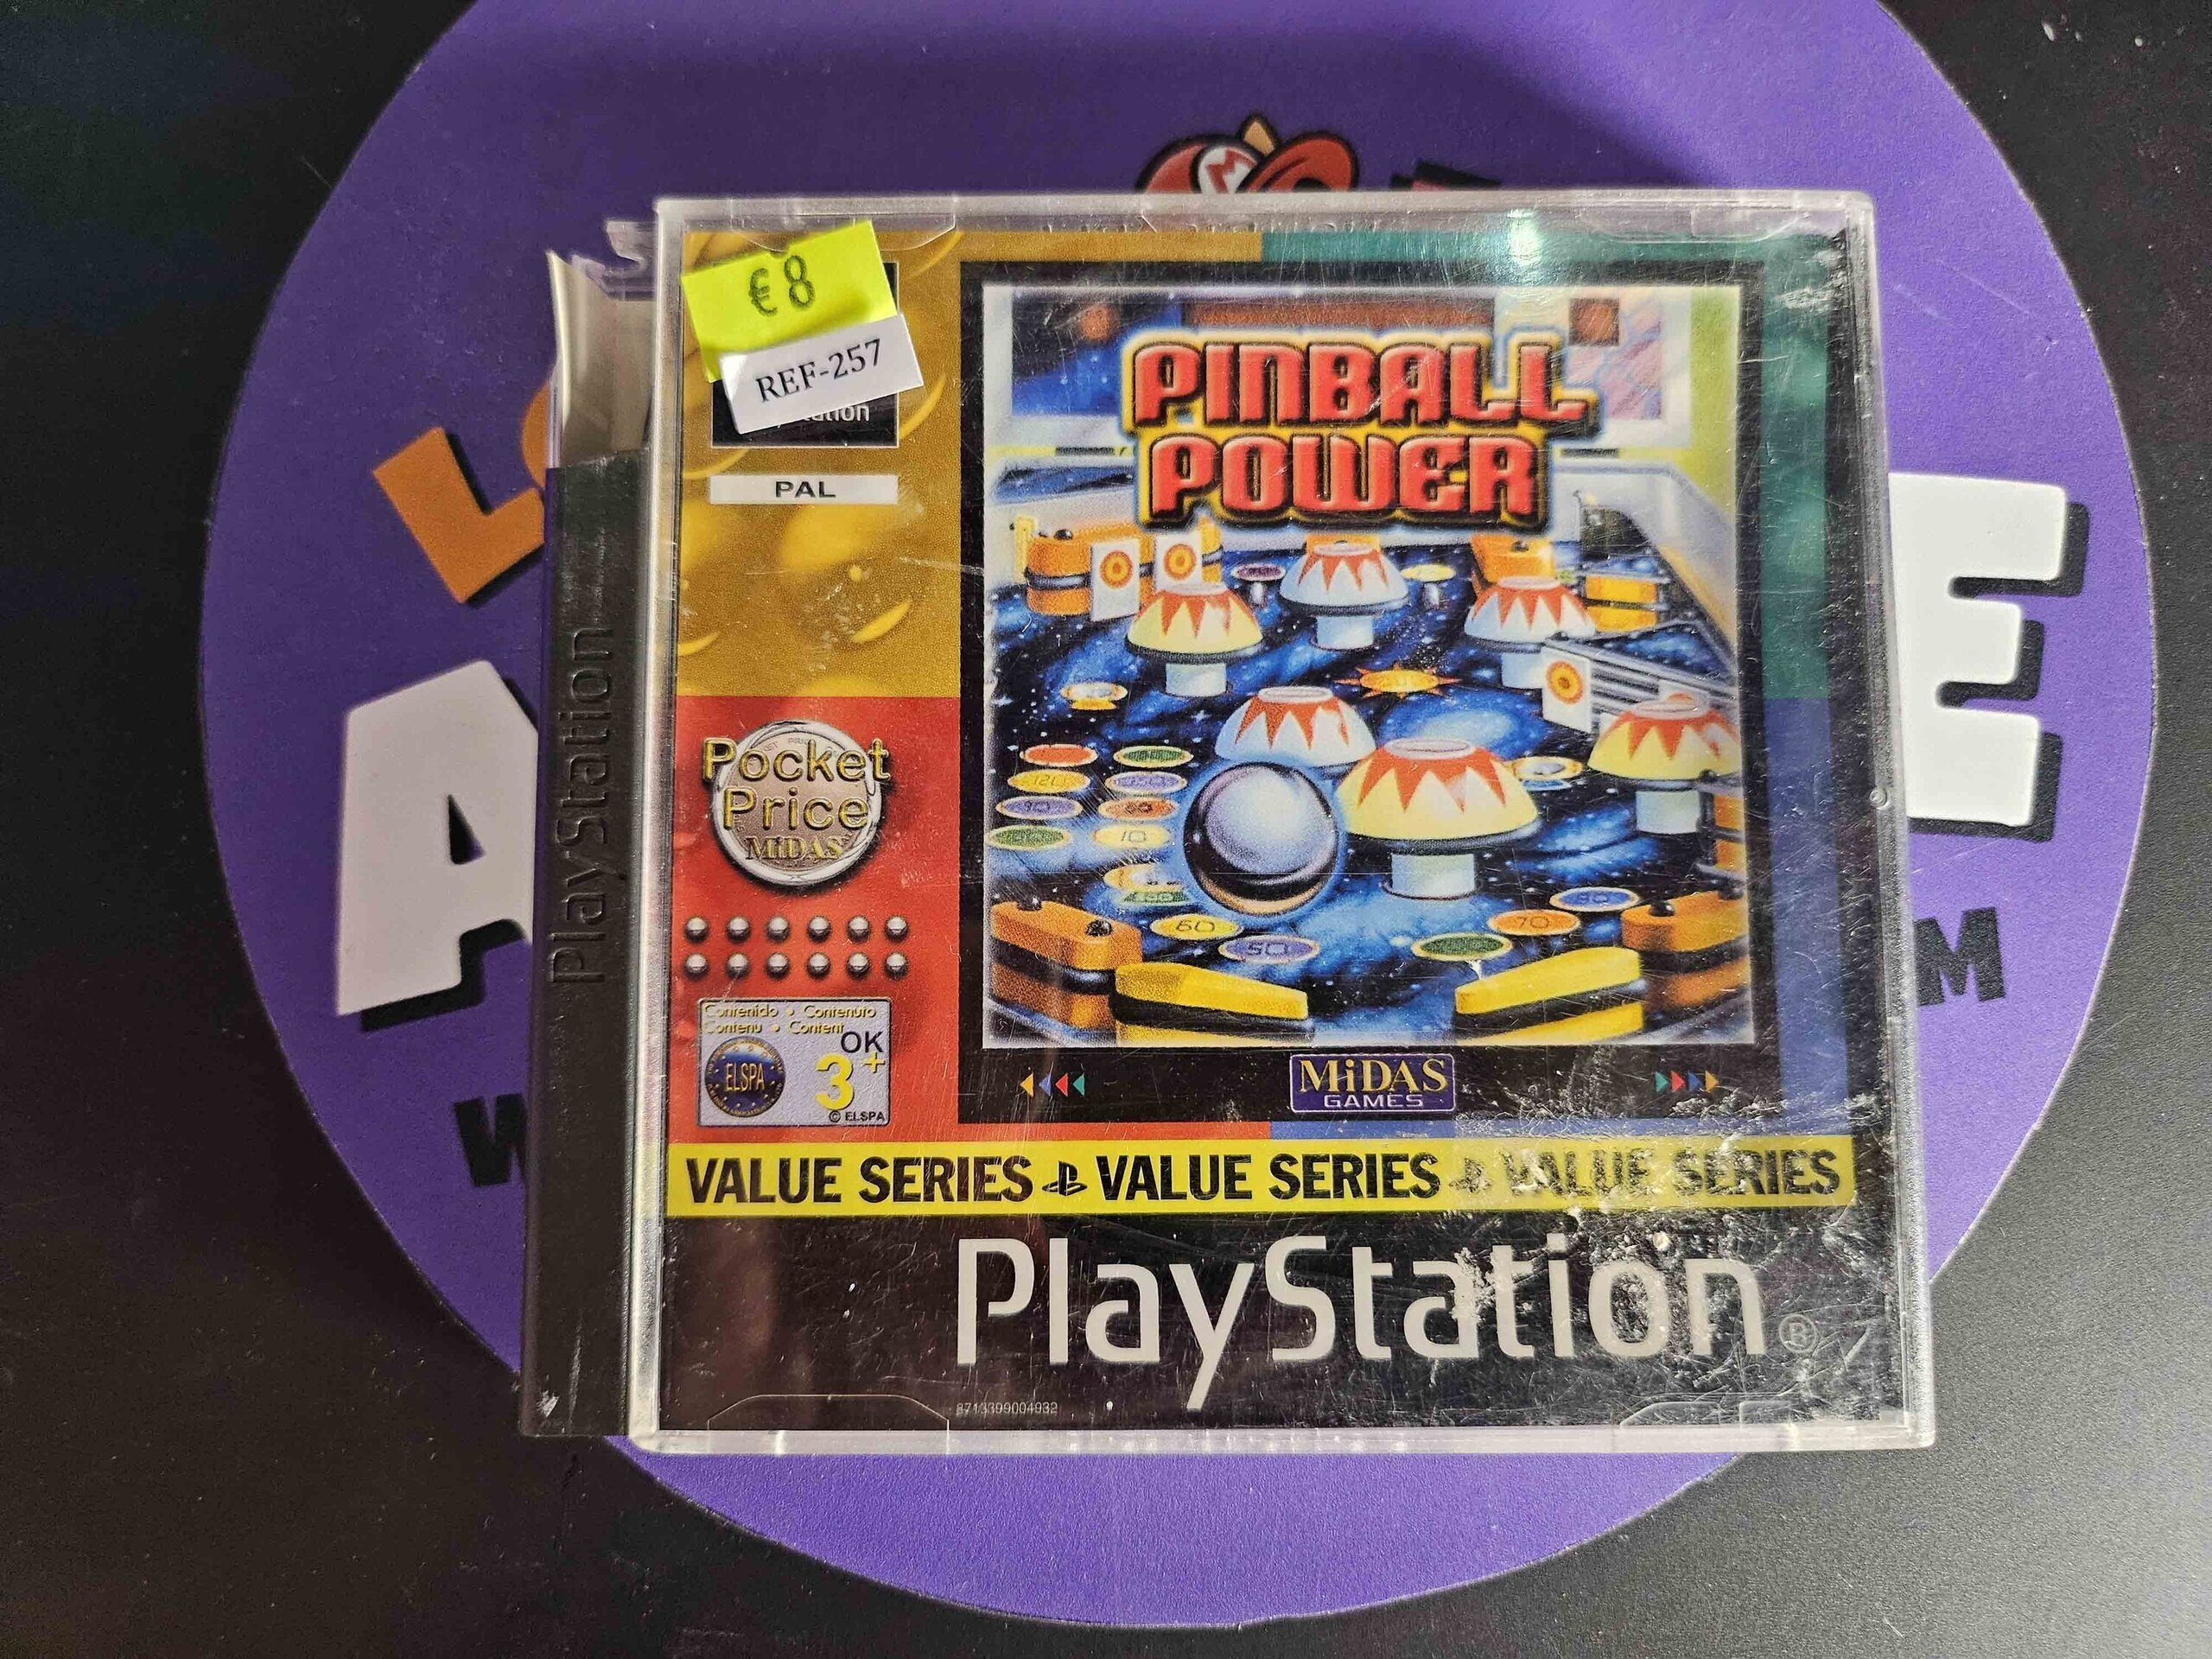 €8
REF-257
PAL
PINBALL
POWER
Pocket
Price
MiDAS
Contenido • Contenuto
Contenu • Content
OK
ELSPA
3+
© ELSPA
MiDAS
GAMES
VALUE SERIES VALUE SERIES VALUE SERIES
PlayStation®
8713399004932
PlayStation